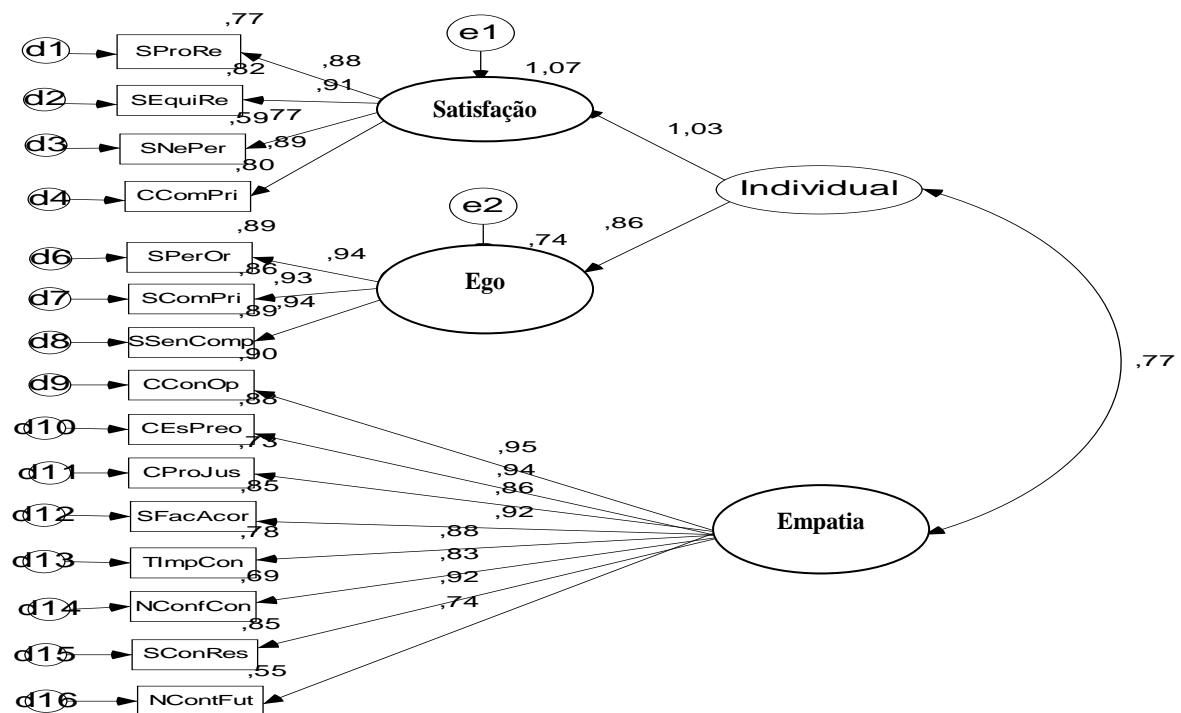 ,77
e1
d1
SProRe
,88
1,07
,82
,91
d2
SEquiRe
Satisfação
,59
,77
1,03
d3
SNePer
,89
,80
d4
CComPri
Individual
e2
,89
,86
,74
d6
SPerOr
,94
,86
,93
Ego
d7
SComPri
,89
,94
d8
SSenComp
,90
,77
d9
CConOp
,88
d10
CEsPreo
,73
,95
d11
CProJus
,94
,85
,86
d12
SFacAcor
,92
Empatia
,78
,88
d13
TImpCon
,83
,69
,92
d14
NConfCon
,74
,85
d15
SConRes
,55
d16
NContFut